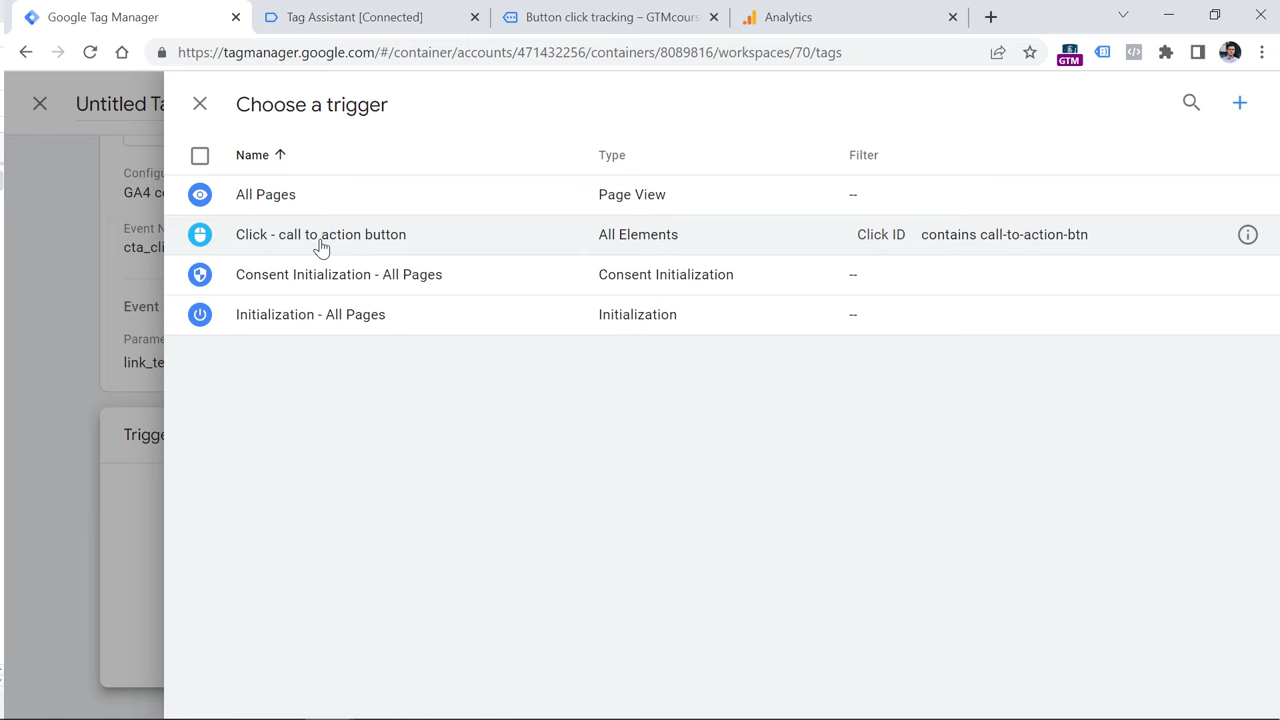 Google Tag Manager
Tag Assistant [Connected]
Button click tracking – GTMcours
Analytics
https://tagmanager.google.com/#/container/accounts/471432256/containers/8089816/workspaces/70/tags
GTM
Untitled Ta
Choose a trigger
Name
Type
Filter
Configu
GA4 co
All Pages
Page View
--
Event N
cta_cli
Click - call to action button
All Elements
Click ID contains call-to-action-btn
Consent Initialization - All Pages
Consent Initialization
--
Event
Initialization - All Pages
Initialization
--
Parame
link_te
Trigge